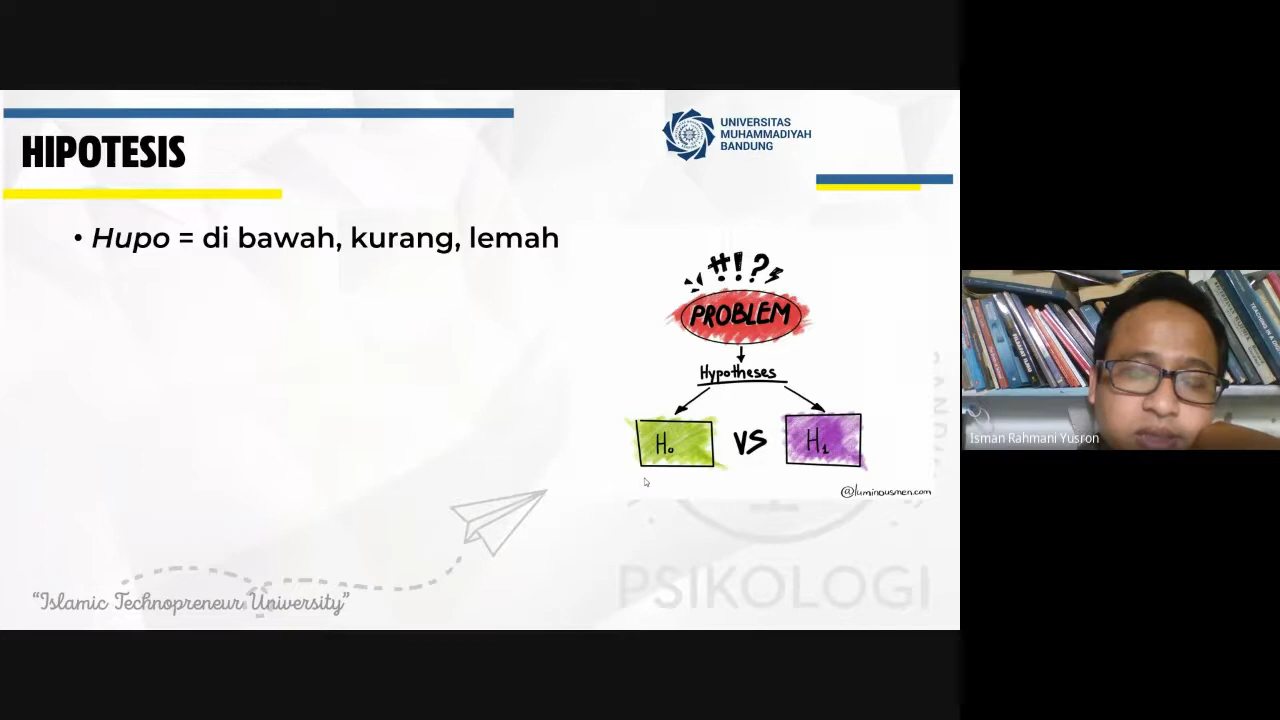 HIPOTESIS
UNIVERSITAS
MUHAMMADIYAH
BANDUNG
• Hupo = di bawah, kurang, lemah
#!?
PROBLEM
Hypotheses
H₀ VS H₁
@luminousmen.com
PSIKOLOGI
“Islamic Technopreneur University”
Isman Rahmani Yusron